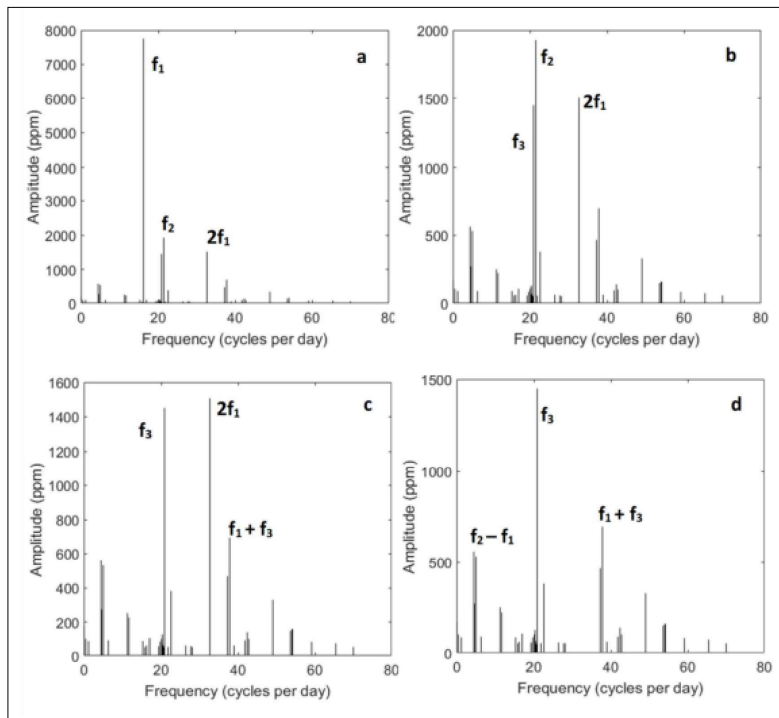 a
8000
7000
6000
5000
4000
3000
2000
1000
0
Ampitude (ppm)
f₁
f₂
2f₁
0 20 40 60 80
Frequency (cycles per day)
b
2000
1500
1000
500
0
Ampitude (ppm)
f₂
f₃
2f₁
0 20 40 60 80
Frequency (cycles per day)
c
1600
1400
1200
1000
800
600
400
200
0
Ampitude (ppm)
f₃
2f₁
f₁ + f₃
0 20 40 60 80
Frequency (cycles per day)
d
1500
1000
500
0
Ampitude (ppm)
f₃
f₁ + f₃
f₂ – f₁
0 20 40 60 80
Frequency (cycles per day)